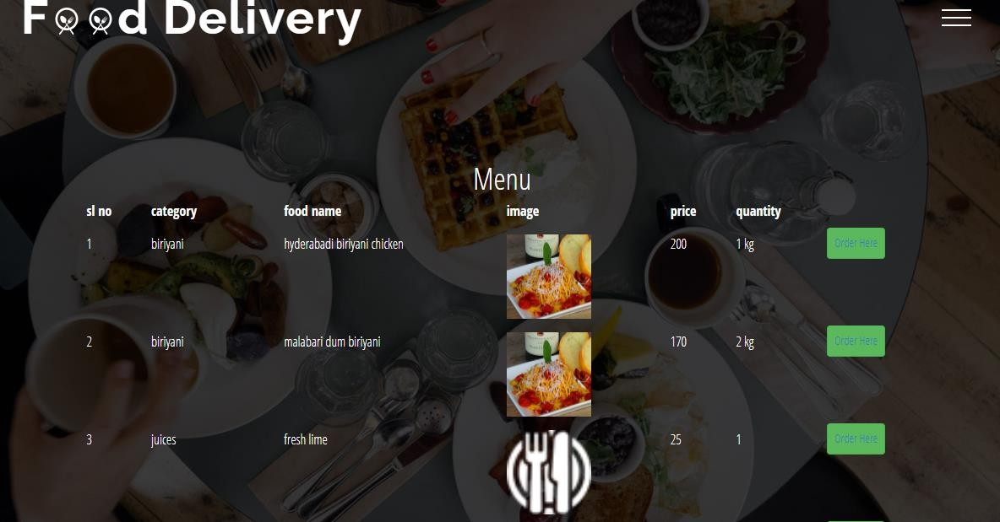 Food Delivery
Menu
sl no category food name image price quantity
1 biriyani hyderabadi biriyani chicken 200 1 kg Order Here
2 biriyani malabari dum biriyani 170 2 kg Order Here
3 juices fresh lime 25 1 Order Here